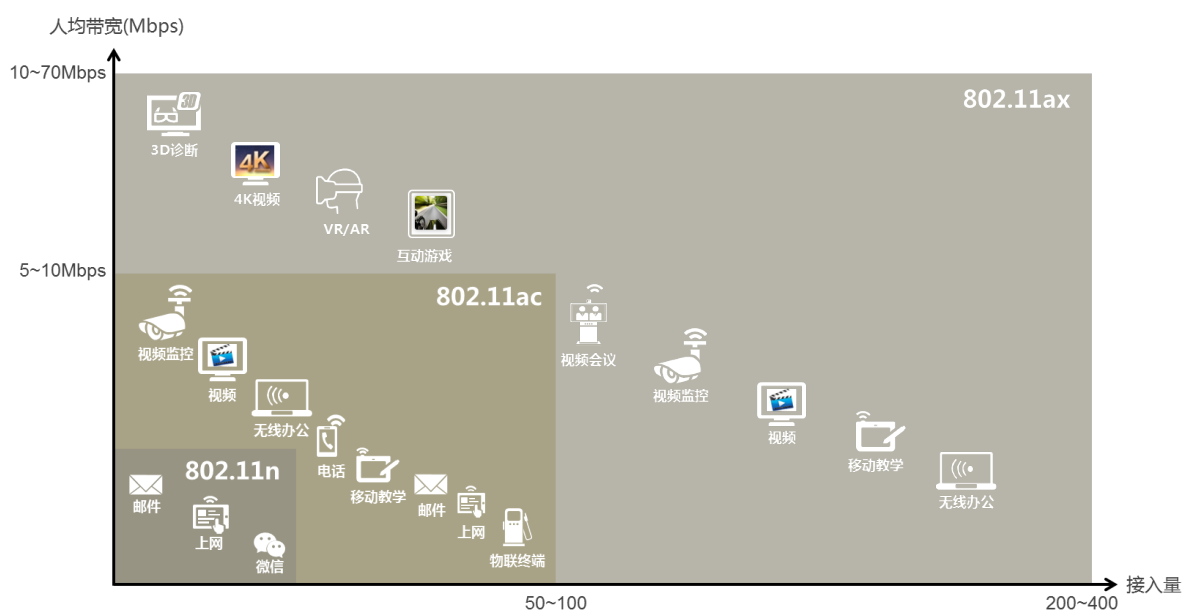 人均带宽(Mbps)
10~70Mbps
802.11ax
3D
3D诊断
4K
4K视频
VR/AR
互动游戏
5~10Mbps
802.11ac
视频监控
视频
无线办公
电话
移动教学
邮件
上网
物联终端
视频会议
视频监控
视频
移动教学
无线办公
802.11n
邮件
上网
微信
50~100
200~400
接入量